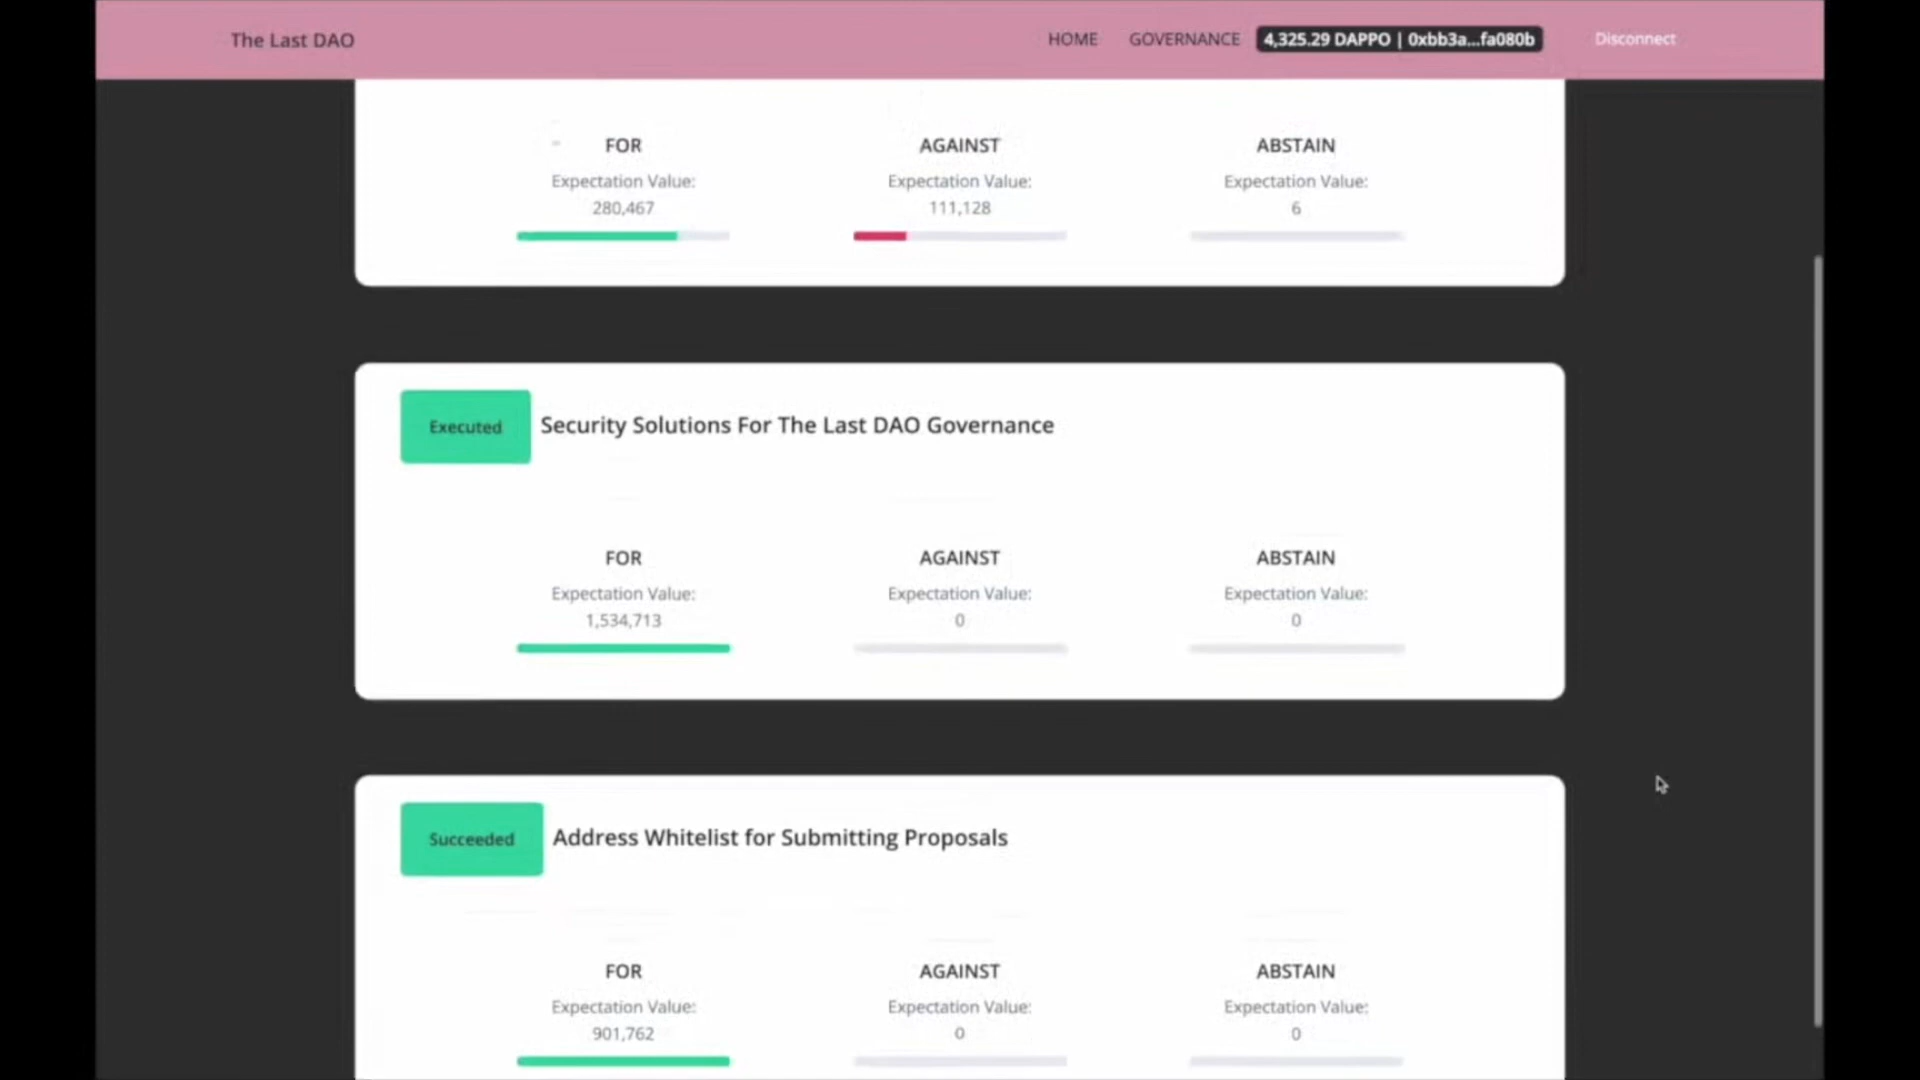 The Last DAO
HOME GOVERNANCE 4,325.29 DAPPO | 0xbb3a...fa080b Disconnect
FOR AGAINST ABSTAIN
Expectation Value: Expectation Value: Expectation Value:
280,467 111,128 6
Executed Security Solutions For The Last DAO Governance
FOR AGAINST ABSTAIN
Expectation Value: Expectation Value: Expectation Value:
1,534,713 0 0
Succeeded Address Whitelist for Submitting Proposals
FOR AGAINST ABSTAIN
Expectation Value: Expectation Value: Expectation Value:
901,762 0 0